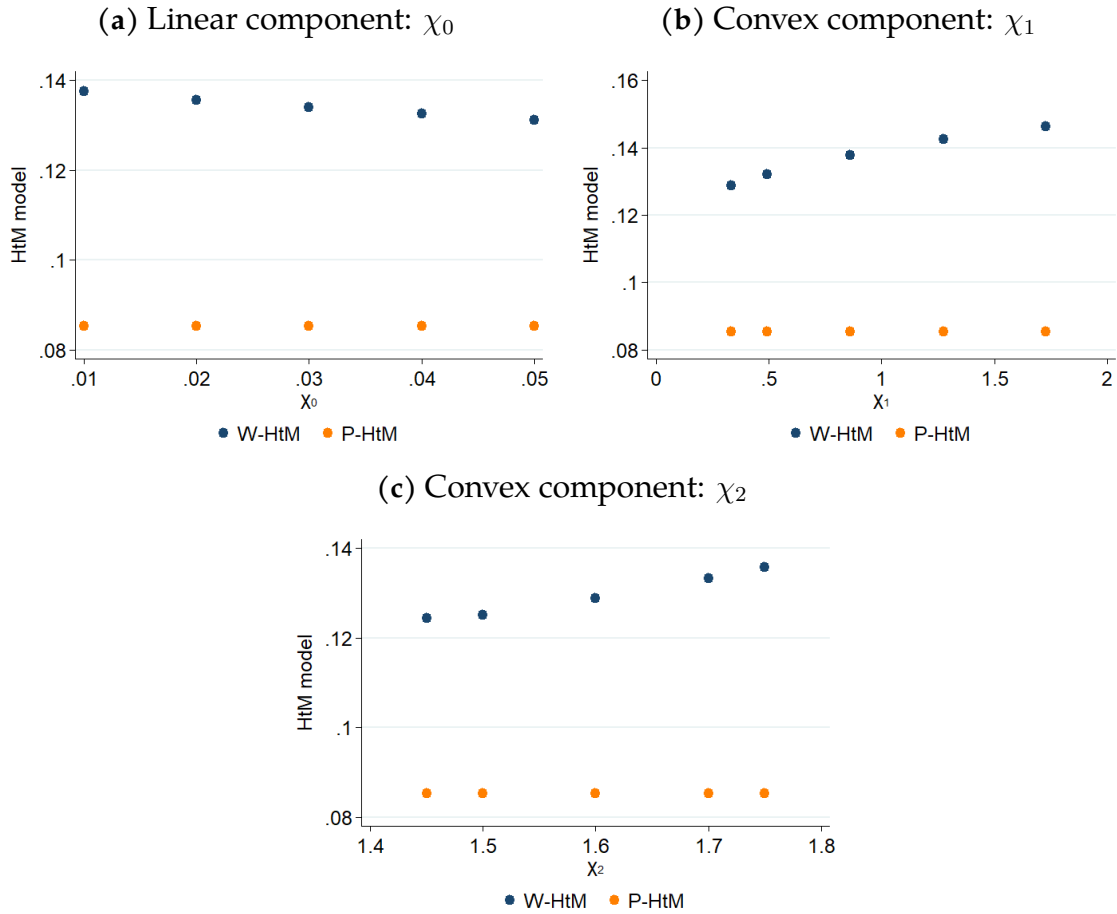 (a) Linear component: χ₀
.14
.12
.1
.08
HtM model
.01 .02 .03 .04 .05
χ₀
W-HtM P-HtM
(b) Convex component: χ₁
.16
.14
.12
.1
.08
HtM model
0 .5 1 1.5 2
χ₁
W-HtM P-HtM
(c) Convex component: χ₂
.14
.12
.1
.08
HtM model
1.4 1.5 1.6 1.7 1.8
χ₂
W-HtM P-HtM